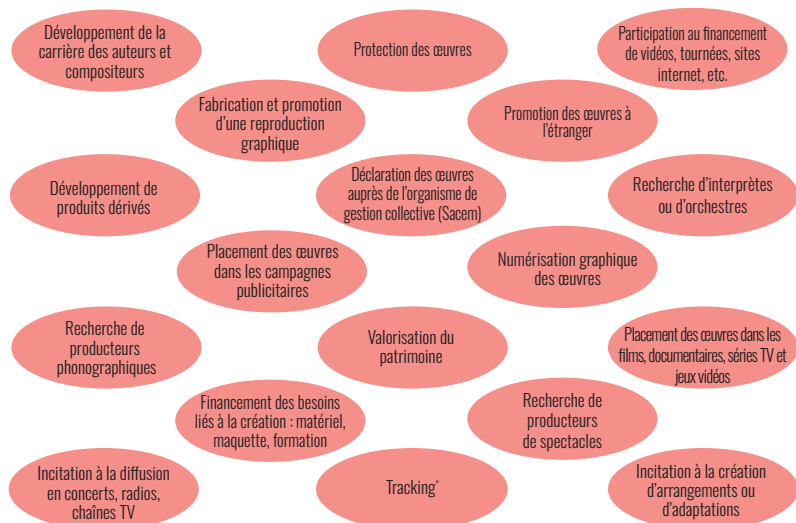 Développement de la
carrière des auteurs et
compositeurs
Protection des œuvres
Participation au financement
de vidéos, tournées, sites
internet, etc.
Fabrication et promotion
d'une reproduction
graphique
Promotion des œuvres à
l'étranger
Développement de
produits dérivés
Déclaration des œuvres
auprès de l'organisme de
gestion collective (Sacem)
Recherche d'interprètes
ou d'orchestres
Placement des œuvres
dans les campagnes
publicitaires
Numérisation graphique
des œuvres
Recherche de
producteurs
phonographiques
Valorisation du
patrimoine
Placement des œuvres dans les
films, documentaires, séries TV et
jeux vidéos
Financement des besoins
liés à la création : matériel,
maquette, formation
Recherche de
producteurs
de spectacles
Incitation à la diffusion
en concerts, radios,
chaînes TV
Tracking*
Incitation à la création
d'arrangements ou
d'adaptations